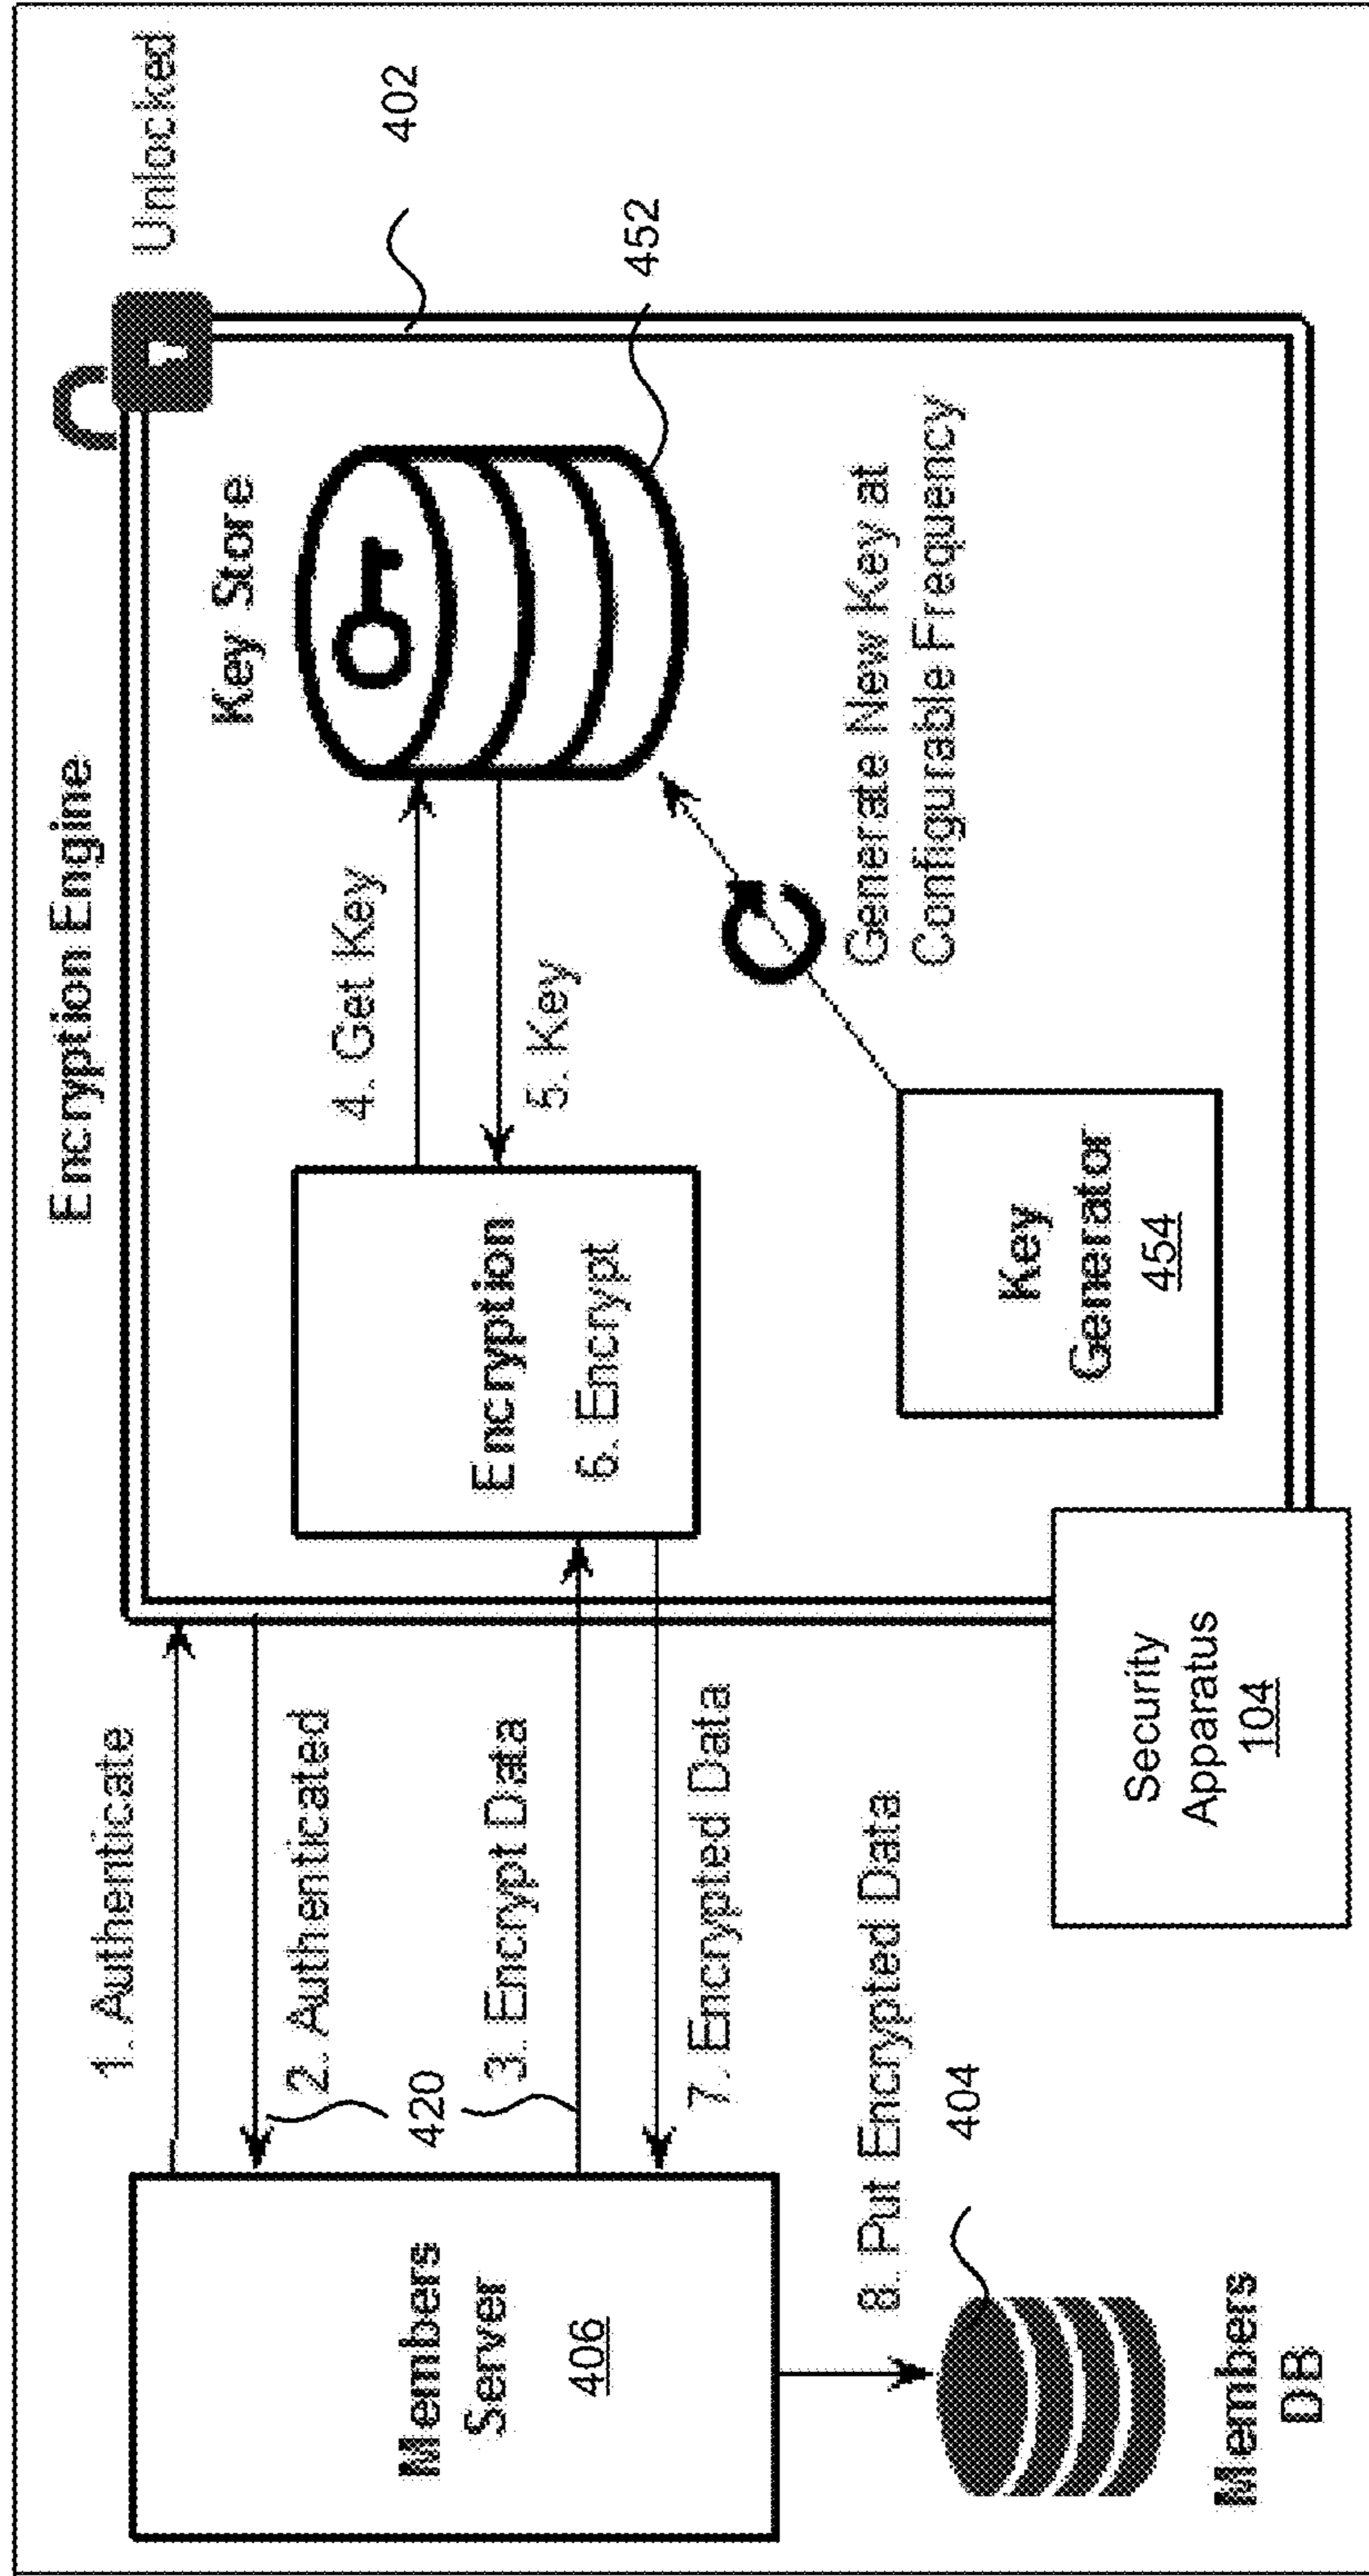 Encryption Engine
Unlocked
402
1. Authenticate
2. Authenticated
420
3. Encrypt Data
7. Encrypted Data
Members
Server
406
8. Put Encrypted Data
404
Members
DB
Encryption
6. Encrypt
4. Get Key
5. Key
Key Store
452
Generate New Key at
Configurable Frequency
Key
Generator
454
Security
Apparatus
104